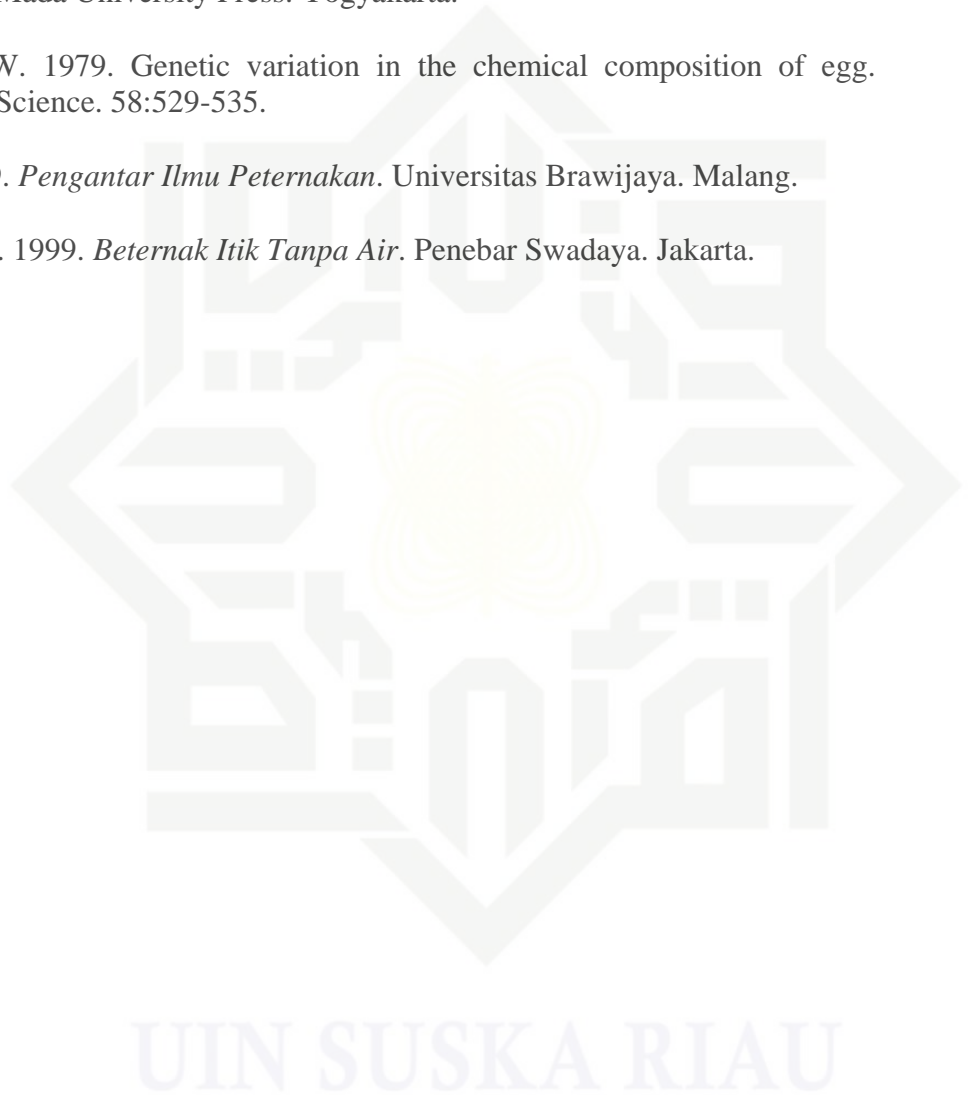 Mada University Press. Yogyakarta.
W. 1979. Genetic variation in the chemical composition of egg.
Science. 58:529-535.
. Pengantar Ilmu Peternakan. Universitas Brawijaya. Malang.
. 1999. Beternak Itik Tanpa Air. Penebar Swadaya. Jakarta.
UIN SUSKA RIAU